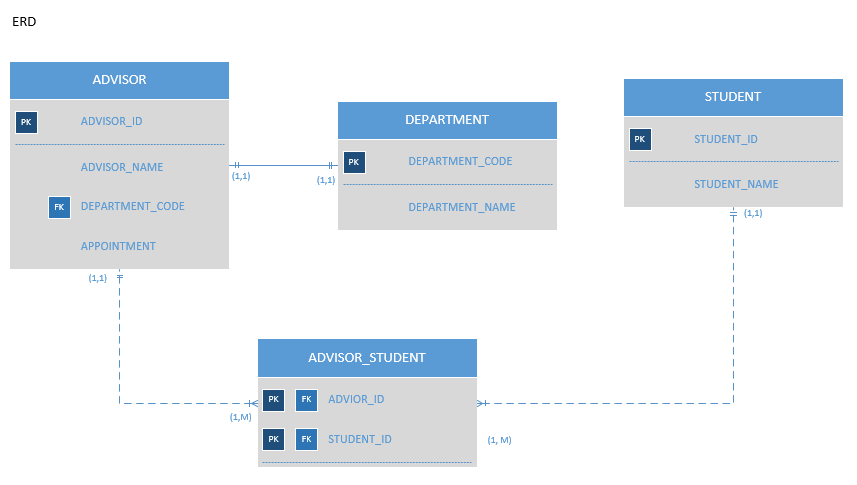 ERD
ADVISOR
PK ADVISOR_ID
ADVISOR_NAME
FK DEPARTMENT_CODE
APPOINTMENT
(1,1)
(1,1)
DEPARTMENT
PK DEPARTMENT_CODE
DEPARTMENT_NAME
(1,1)
STUDENT
PK STUDENT_ID
STUDENT_NAME
(1,1)
ADVISOR_STUDENT
PK FK ADVIOR_ID
PK FK STUDENT_ID
(1,M)
(1, M)